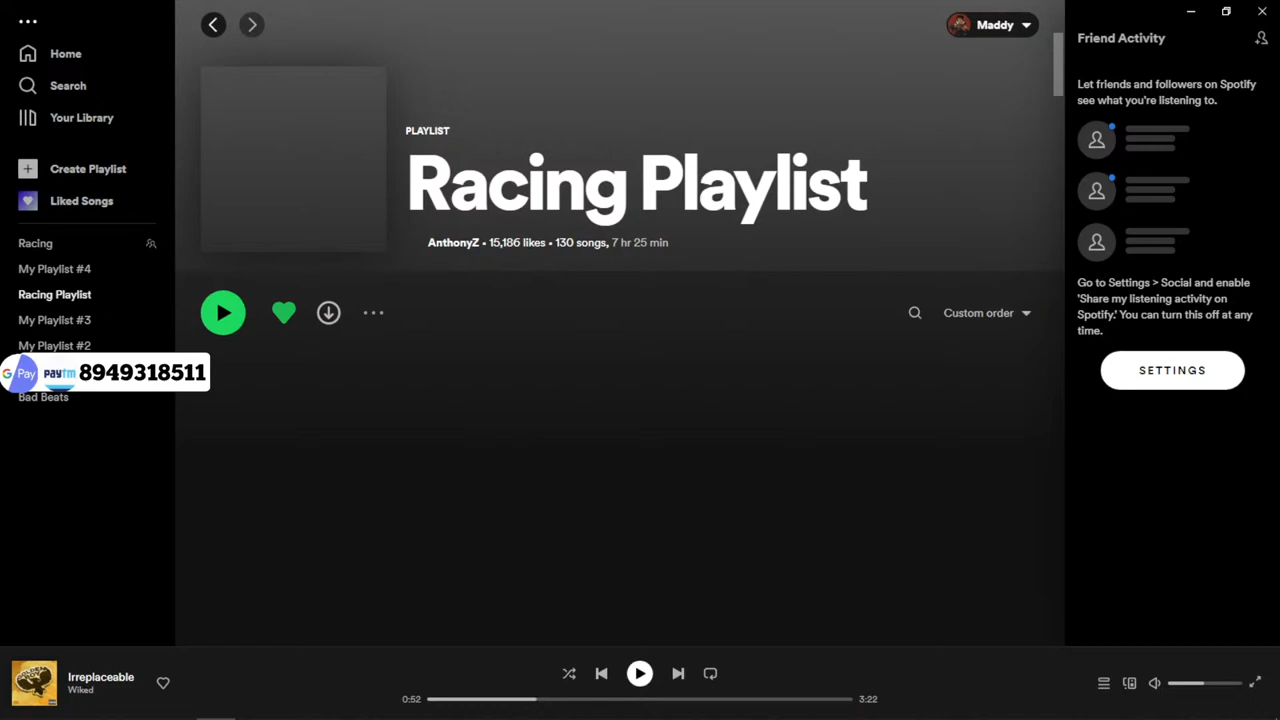 Home
Search
Your Library
Create Playlist
Liked Songs
Racing
My Playlist #4
Racing Playlist
My Playlist #3
My Playlist #2
G Pay paytm 8949318511
Bad Beats
Maddy
PLAYLIST
Racing Playlist
AnthonyZ • 15,186 likes • 130 songs, 7 hr 25 min
Custom order
Friend Activity
Let friends and followers on Spotify
see what you're listening to.
Go to Settings > Social and enable
'Share my listening activity on
Spotify.' You can turn this off at any
time.
SETTINGS
Irreplaceable
Wiked
0:52
3:22